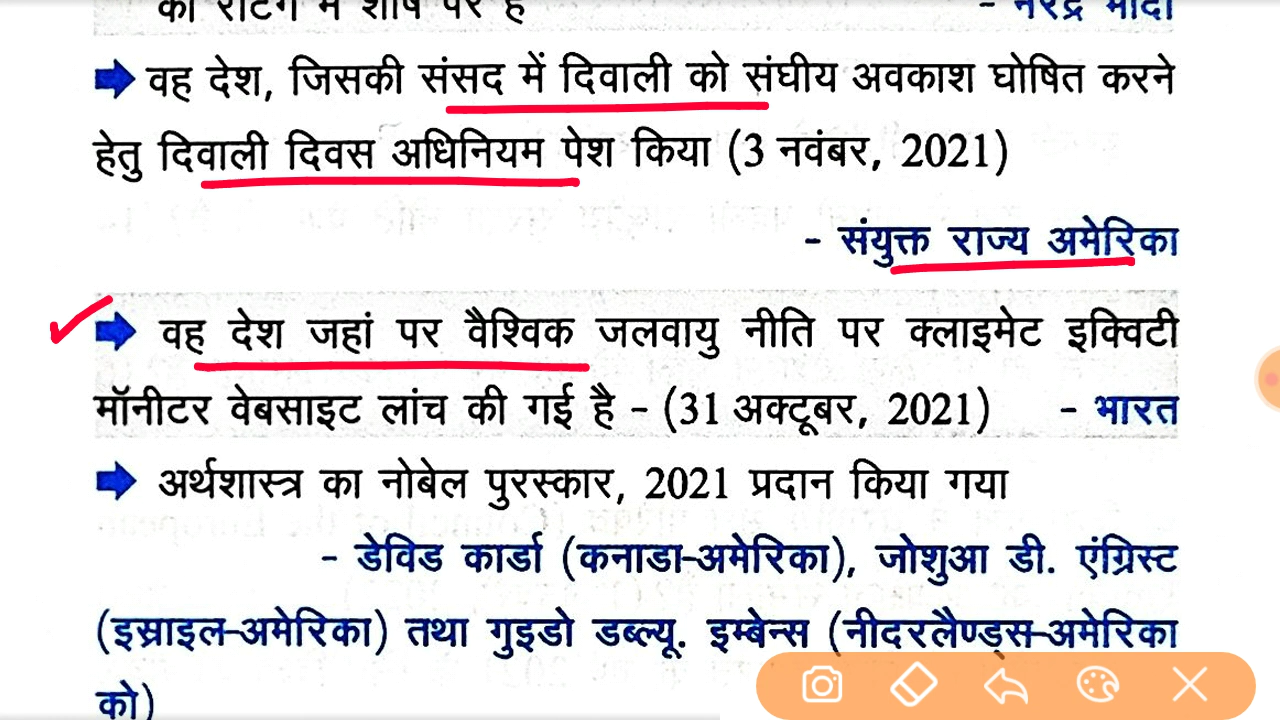 की रेटिंग में शीर्ष पर है - नरेंद्र मोदी
वह देश, जिसकी संसद में दिवाली को संघीय अवकाश घोषित करने
हेतु दिवाली दिवस अधिनियम पेश किया (3 नवंबर, 2021)
- संयुक्त राज्य अमेरिका
वह देश जहां पर वैश्विक जलवायु नीति पर क्लाइमेट इक्विटी
मॉनीटर वेबसाइट लांच की गई है - (31 अक्टूबर, 2021) - भारत
अर्थशास्त्र का नोबेल पुरस्कार, 2021 प्रदान किया गया
- डेविड कार्डा (कनाडा-अमेरिका), जोशुआ डी. एंग्रिस्ट
(इस्राइल-अमेरिका) तथा गुइडो डब्ल्यू. इम्बेन्स (नीदरलैण्ड्स-अमेरिका
को)